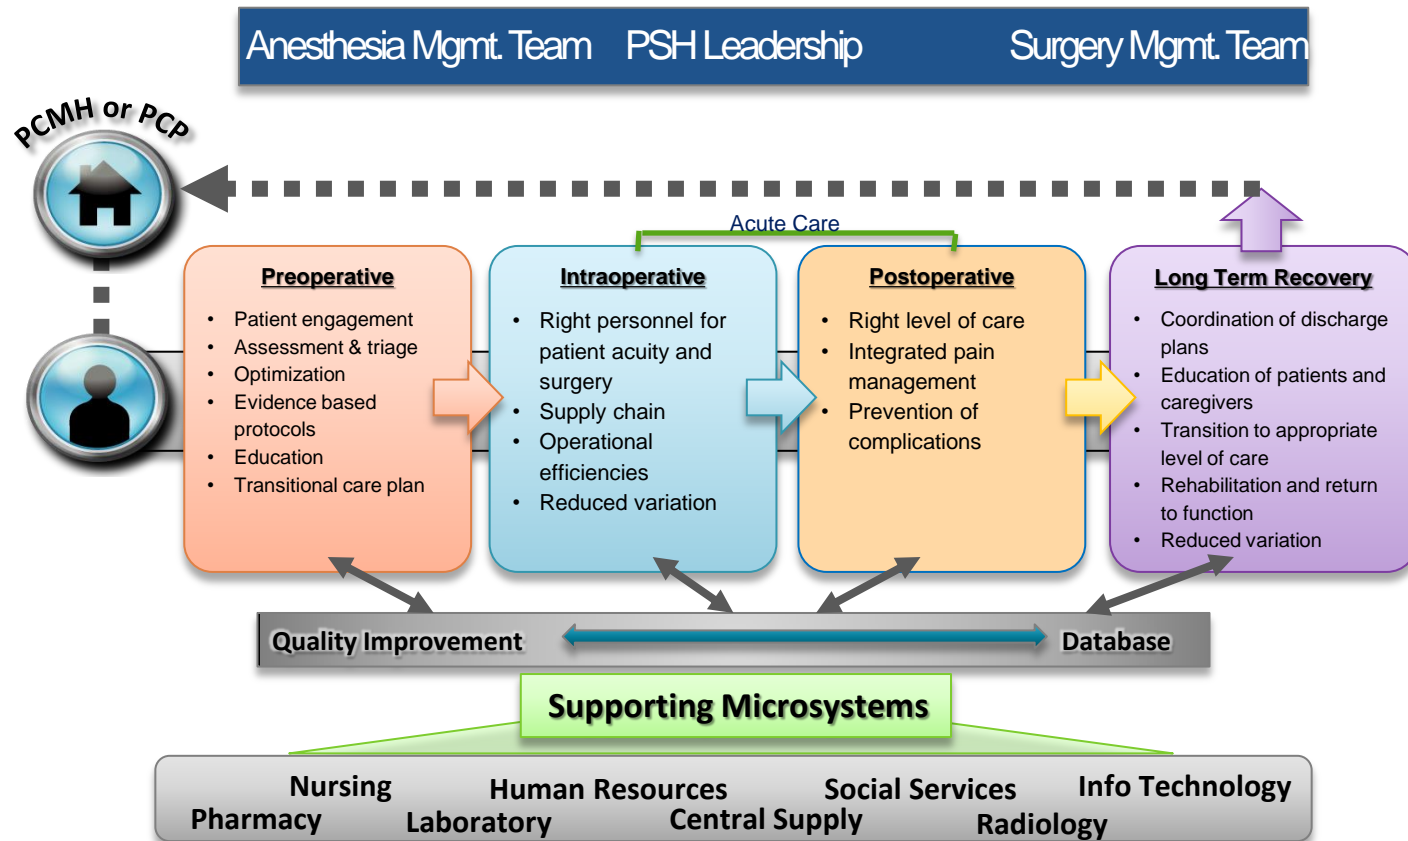 Anesthesia Mgmt. Team PSH Leadership Surgery Mgmt. Team
PCMH or PCP
Acute Care
Preoperative
• Patient engagement
• Assessment & triage
• Optimization
• Evidence based
protocols
• Education
• Transitional care plan
Intraoperative
• Right personnel for
patient acuity and
surgery
• Supply chain
• Operational
efficiencies
• Reduced variation
Postoperative
• Right level of care
• Integrated pain
management
• Prevention of
complications
Long Term Recovery
• Coordination of discharge
plans
• Education of patients and
caregivers
• Transition to appropriate
level of care
• Rehabilitation and return
to function
• Reduced variation
Quality Improvement Database
Supporting Microsystems
Nursing Human Resources Social Services Info Technology
Pharmacy Laboratory Central Supply Radiology